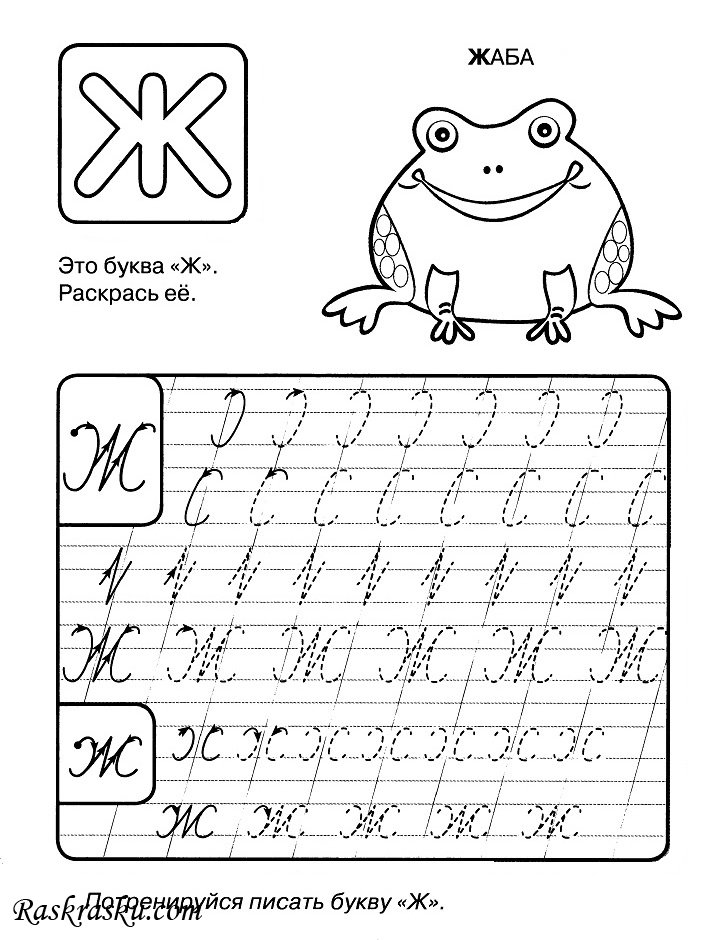 Ж
ЖАБА
Это буква «Ж».
Раскрась её.
Ж
Ж Ж Ж Ж Ж Ж
ж
ж ж ж ж ж
Потренируйся писать букву «Ж».
Raskrasku.com